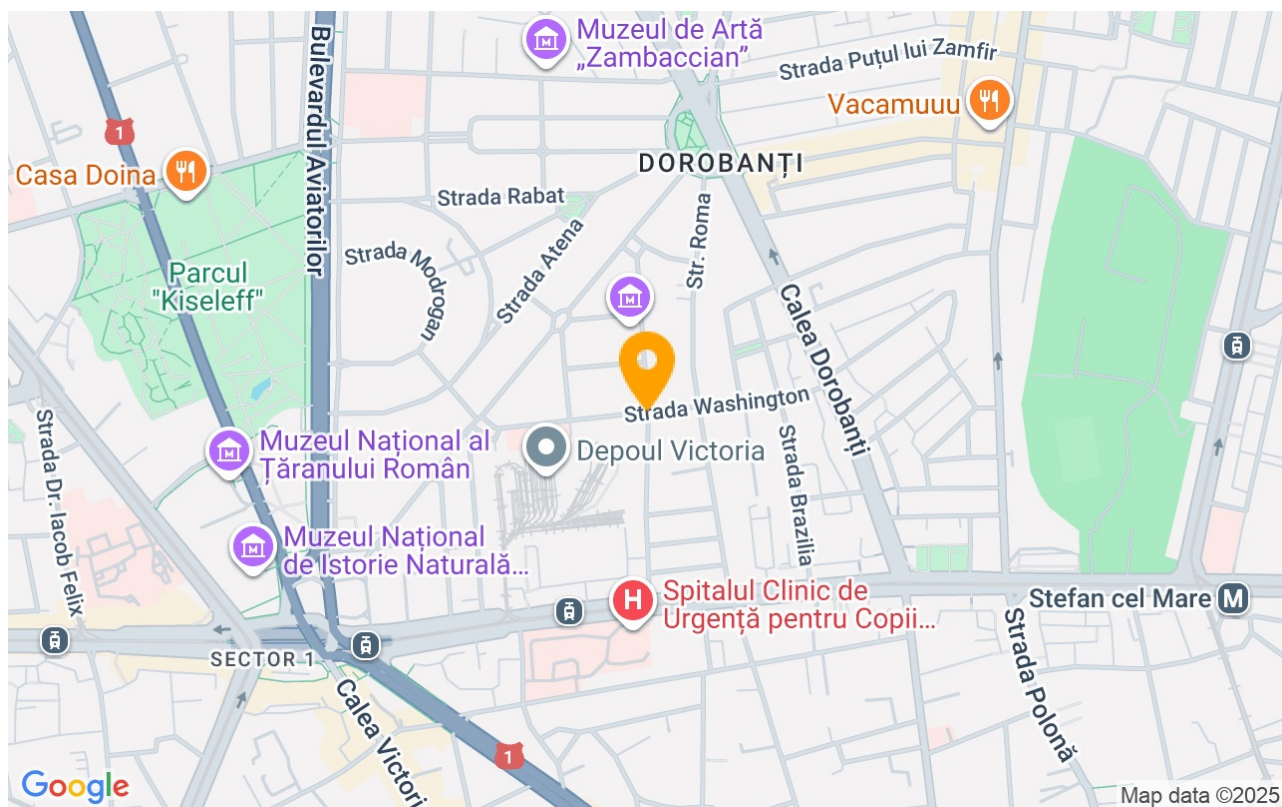 Muzeul de Artă
„Zambaccian”
Strada Puțul lui Zamfir
Vacamuuu
Bulevardul Aviatorilor
1
DOROBANȚI
Casa Doina
Strada Rabat
Str. Roma
Strada Atena
Strada Modrogan
Parcul
"Kiseleff"
M
Calea Dorobanți
Strada Washington
Strada Dr. Iacob Felix
M
Muzeul Național al
Țăranului Român
Depoul Victoria
Strada Brazilia
M
Muzeul Național
de Istorie Naturală...
H
Spitalul Clinic de
Urgență pentru Copii...
Stefan cel Mare M
Strada Polonă
SECTOR 1
Calea Victori
1
Google
Map data ©2025